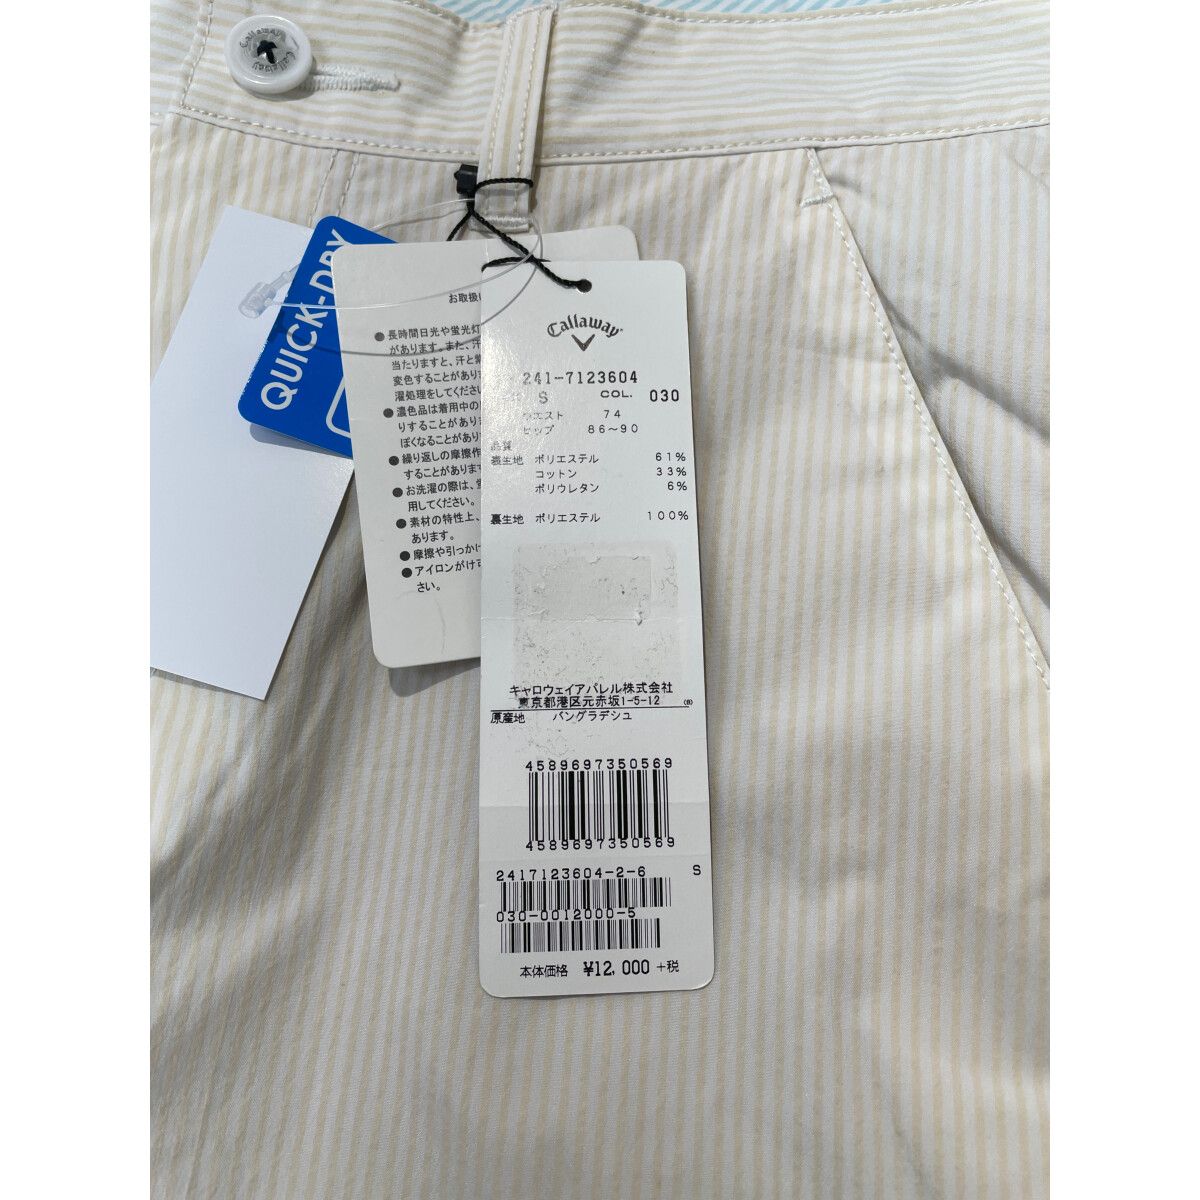 Callaway
Callaway
QUICK-DRY
お取扱い
●長時間日光や蛍光灯
があります。また、汗
当たりますと、汗と
変色することがあり
濯処理をしてくださ
●濃色品は着用中の
りすることがあり
ぽくなることがあり
●繰り返しの摩擦
することがあります
●お洗濯の際は、
用してください。
●素材の特性上、
あります。
●摩擦や引っかけ
●アイロンがけ
さい。
Callaway
241-7123604
S COL. 030
ウエスト 74
ヒップ 86~90
品質
裏生地 ポリエステル 61%
コットン 33%
ポリウレタン 6%
裏生地 ポリエステル 100%
キャロウェイアパレル株式会社
東京都港区元赤坂1-5-12
原産地 バングラデシュ
4589697350569
4589697350569
2417123604-2-6 S
030-0012000-5
本体価格 ¥12,000 +税